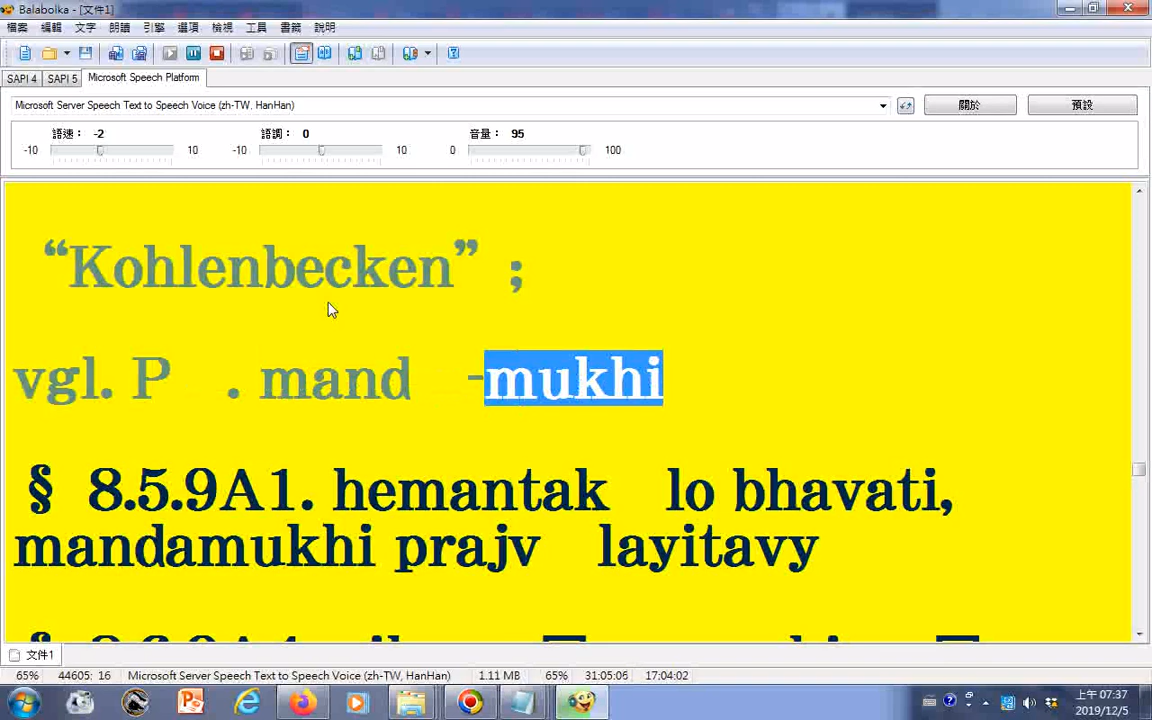 Balabolka - [文件1]
檔案 編輯 文字 朗讀 引擎 選項 檢視 工具 書籤 說明
SAPI 4 SAPI 5 Microsoft Speech Platform
Microsoft Server Speech Text to Speech Voice (zh-TW, HanHan) 關於 預設
語速： -2 語調： 0 音量： 95
-10 10 -10 10 0 100
“Kohlenbecken” ;
vgl. P . mand -mukhi
§ 8.5.9A1. hemantak lo bhavati,
mandamukhi prajv layitavy
文件1
65% 44605: 16 Microsoft Server Speech Text to Speech Voice (zh-TW, HanHan) 1.11 MB 65% 31:05:06 17:04:02
上午 07:37
2019/12/5